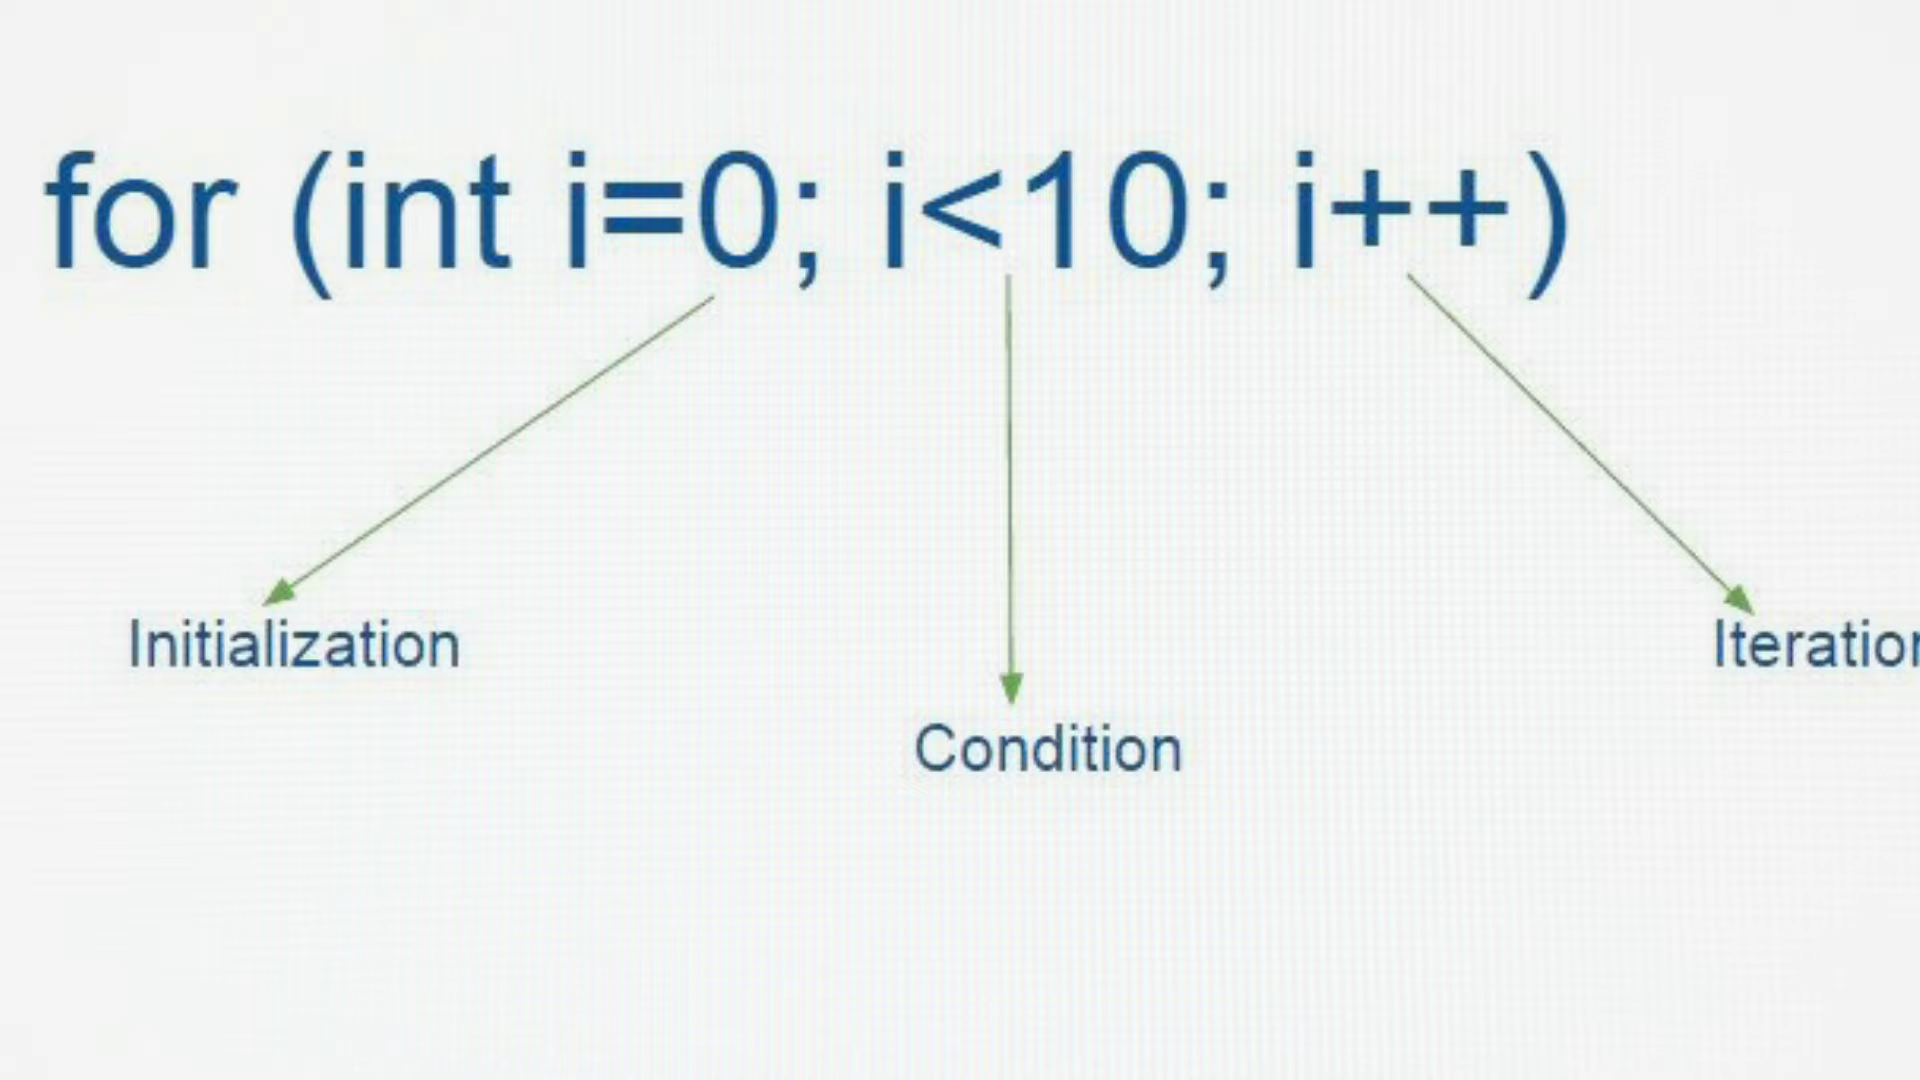 for (int i=0; i<10; i++)
Initialization
Iteration
Condition